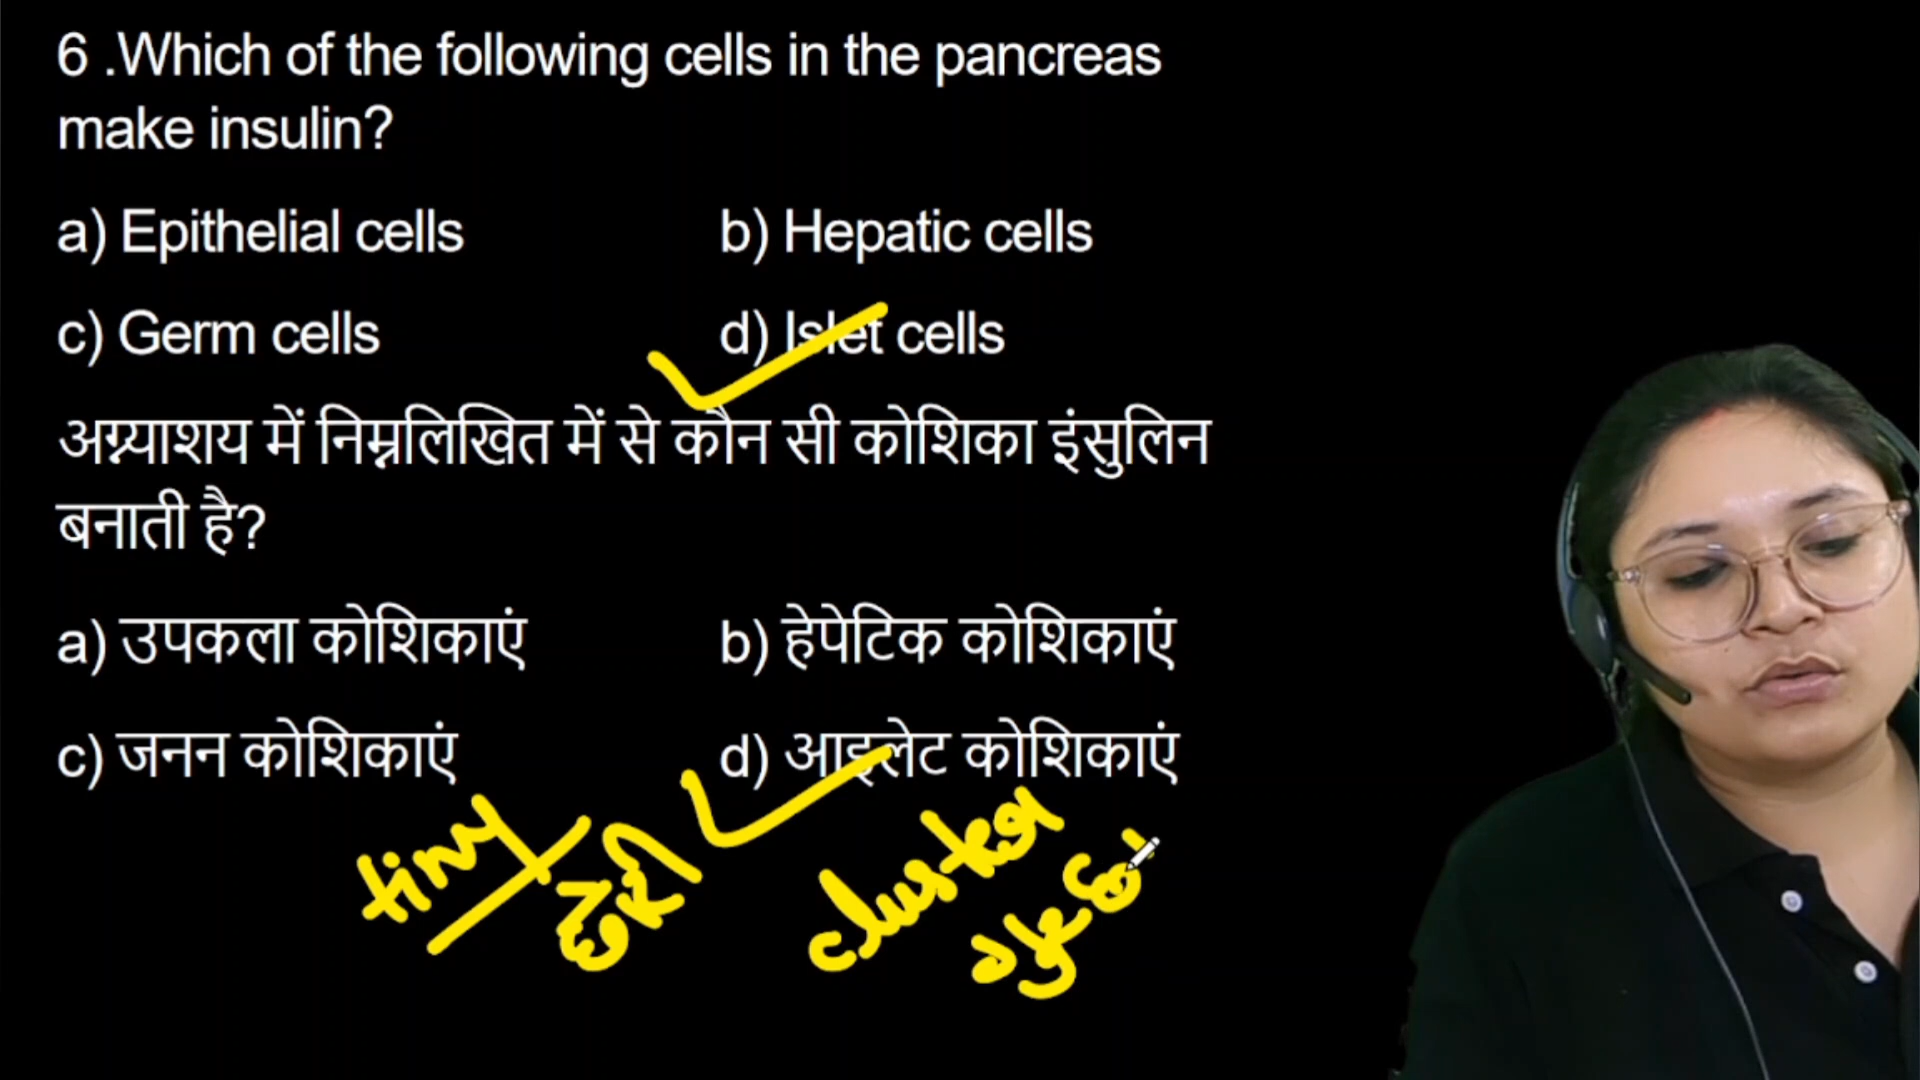 6 .Which of the following cells in the pancreas
make insulin?
a) Epithelial cells b) Hepatic cells
c) Germ cells d) Islet cells
अग्न्याशय में निम्नलिखित में से कौन सी कोशिका इंसुलिन
बनाती है?
a) उपकला कोशिकाएं b) हेपेटिक कोशिकाएं
c) जनन कोशिकाएं d) आइलेट कोशिकाएं
tiny
cluster